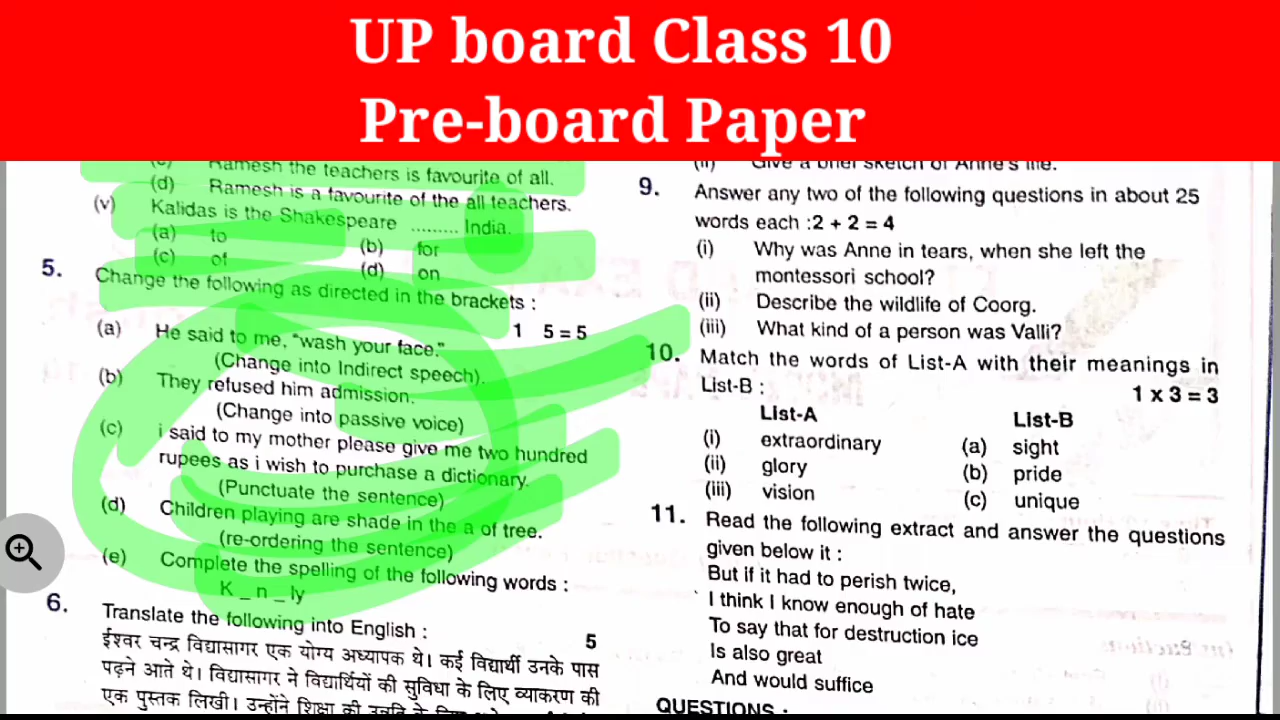 UP board Class 10
Pre-board Paper
(c) Ramesh the teachers is favourite of all.
(d) Ramesh is a favourite of the all teachers.
(v) Kalidas is the Shakespeare ......... India.
(a) to (b) for
(c) of (d) on
5. Change the following as directed in the brackets :
1 5 = 5
(a) He said to me, "wash your face."
(Change into Indirect speech).
(b) They refused him admission.
(Change into passive voice)
(c) i said to my mother please give me two hundred
rupees as i wish to purchase a dictionary.
(Punctuate the sentence)
(d) Children playing are shade in the a of tree.
(re-ordering the sentence)
(e) Complete the spelling of the following words :
K _ n _ ly
6. Translate the following into English : 5
ईश्वर चन्द्र विद्यासागर एक योग्य अध्यापक थे। कई विद्यार्थी उनके पास
पढ़ने आते थे। विद्यासागर ने विद्यार्थियों की सुविधा के लिए व्याकरण की
एक पुस्तक लिखी। उन्होंने शिक्षा की उन्नति के लिए
(ii) Give a brief sketch of Anne's life.
9. Answer any two of the following questions in about 25
words each :2 + 2 = 4
(i) Why was Anne in tears, when she left the
montessori school?
(ii) Describe the wildlife of Coorg.
(iii) What kind of a person was Valli?
10. Match the words of List-A with their meanings in
List-B : 1 x 3 = 3
List-A List-B
(i) extraordinary (a) sight
(ii) glory (b) pride
(iii) vision (c) unique
11. Read the following extract and answer the questions
given below it :
But if it had to perish twice,
I think I know enough of hate
To say that for destruction ice
Is also great
And would suffice
QUESTIONS :